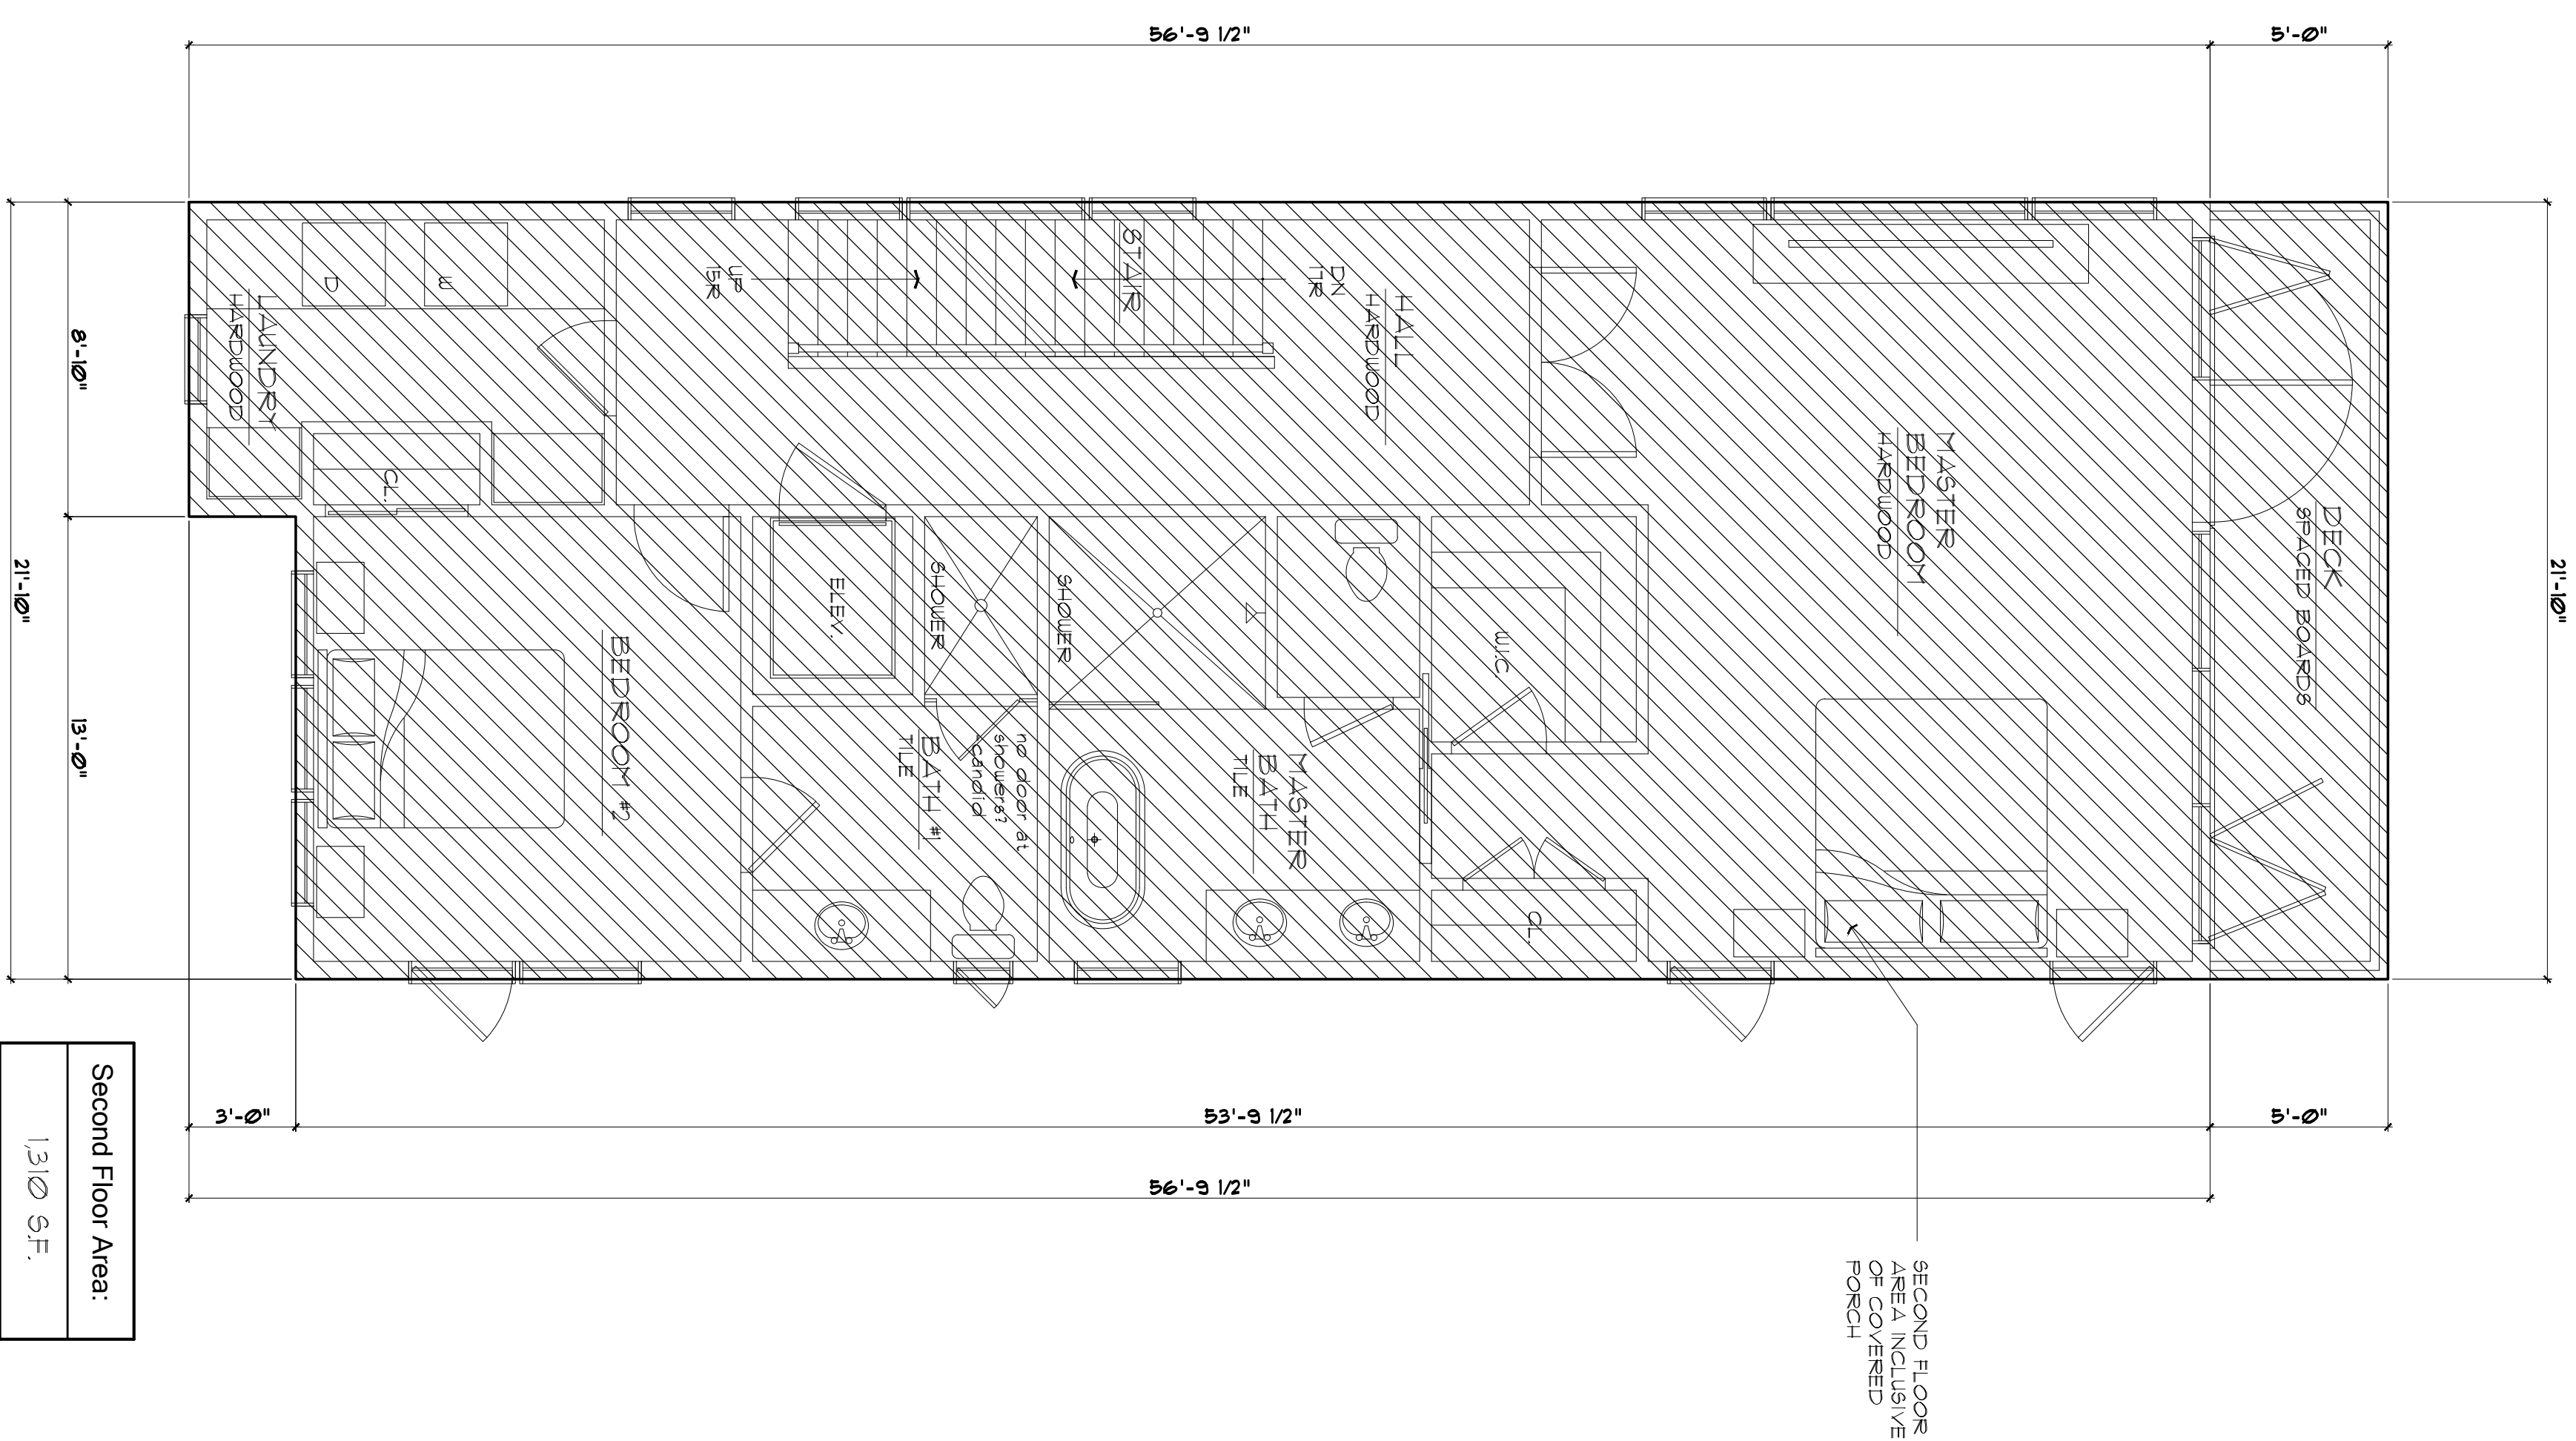 56'-9 1/2"
5'-0"
21'-10"
8'-10"
13'-0"
21'-10"
LAUNDRY
HARDWOOD
D
W
CL.
UP
15R
STAIR
DN
17R
HALL
HARDWOOD
MASTER
BEDROOM
HARDWOOD
DECK
SPACED BOARDS
BEDROOM #2
ELEV.
SHOWER
SHOWER
no door at
showers?
-candid
BATH #1
TILE
MASTER
BATH
TILE
W.I.C.
CL.
3'-0"
53'-9 1/2"
5'-0"
56'-9 1/2"
SECOND FLOOR
AREA INCLUSIVE
OF COVERED
PORCH
Second Floor Area:
1,310 S.F.